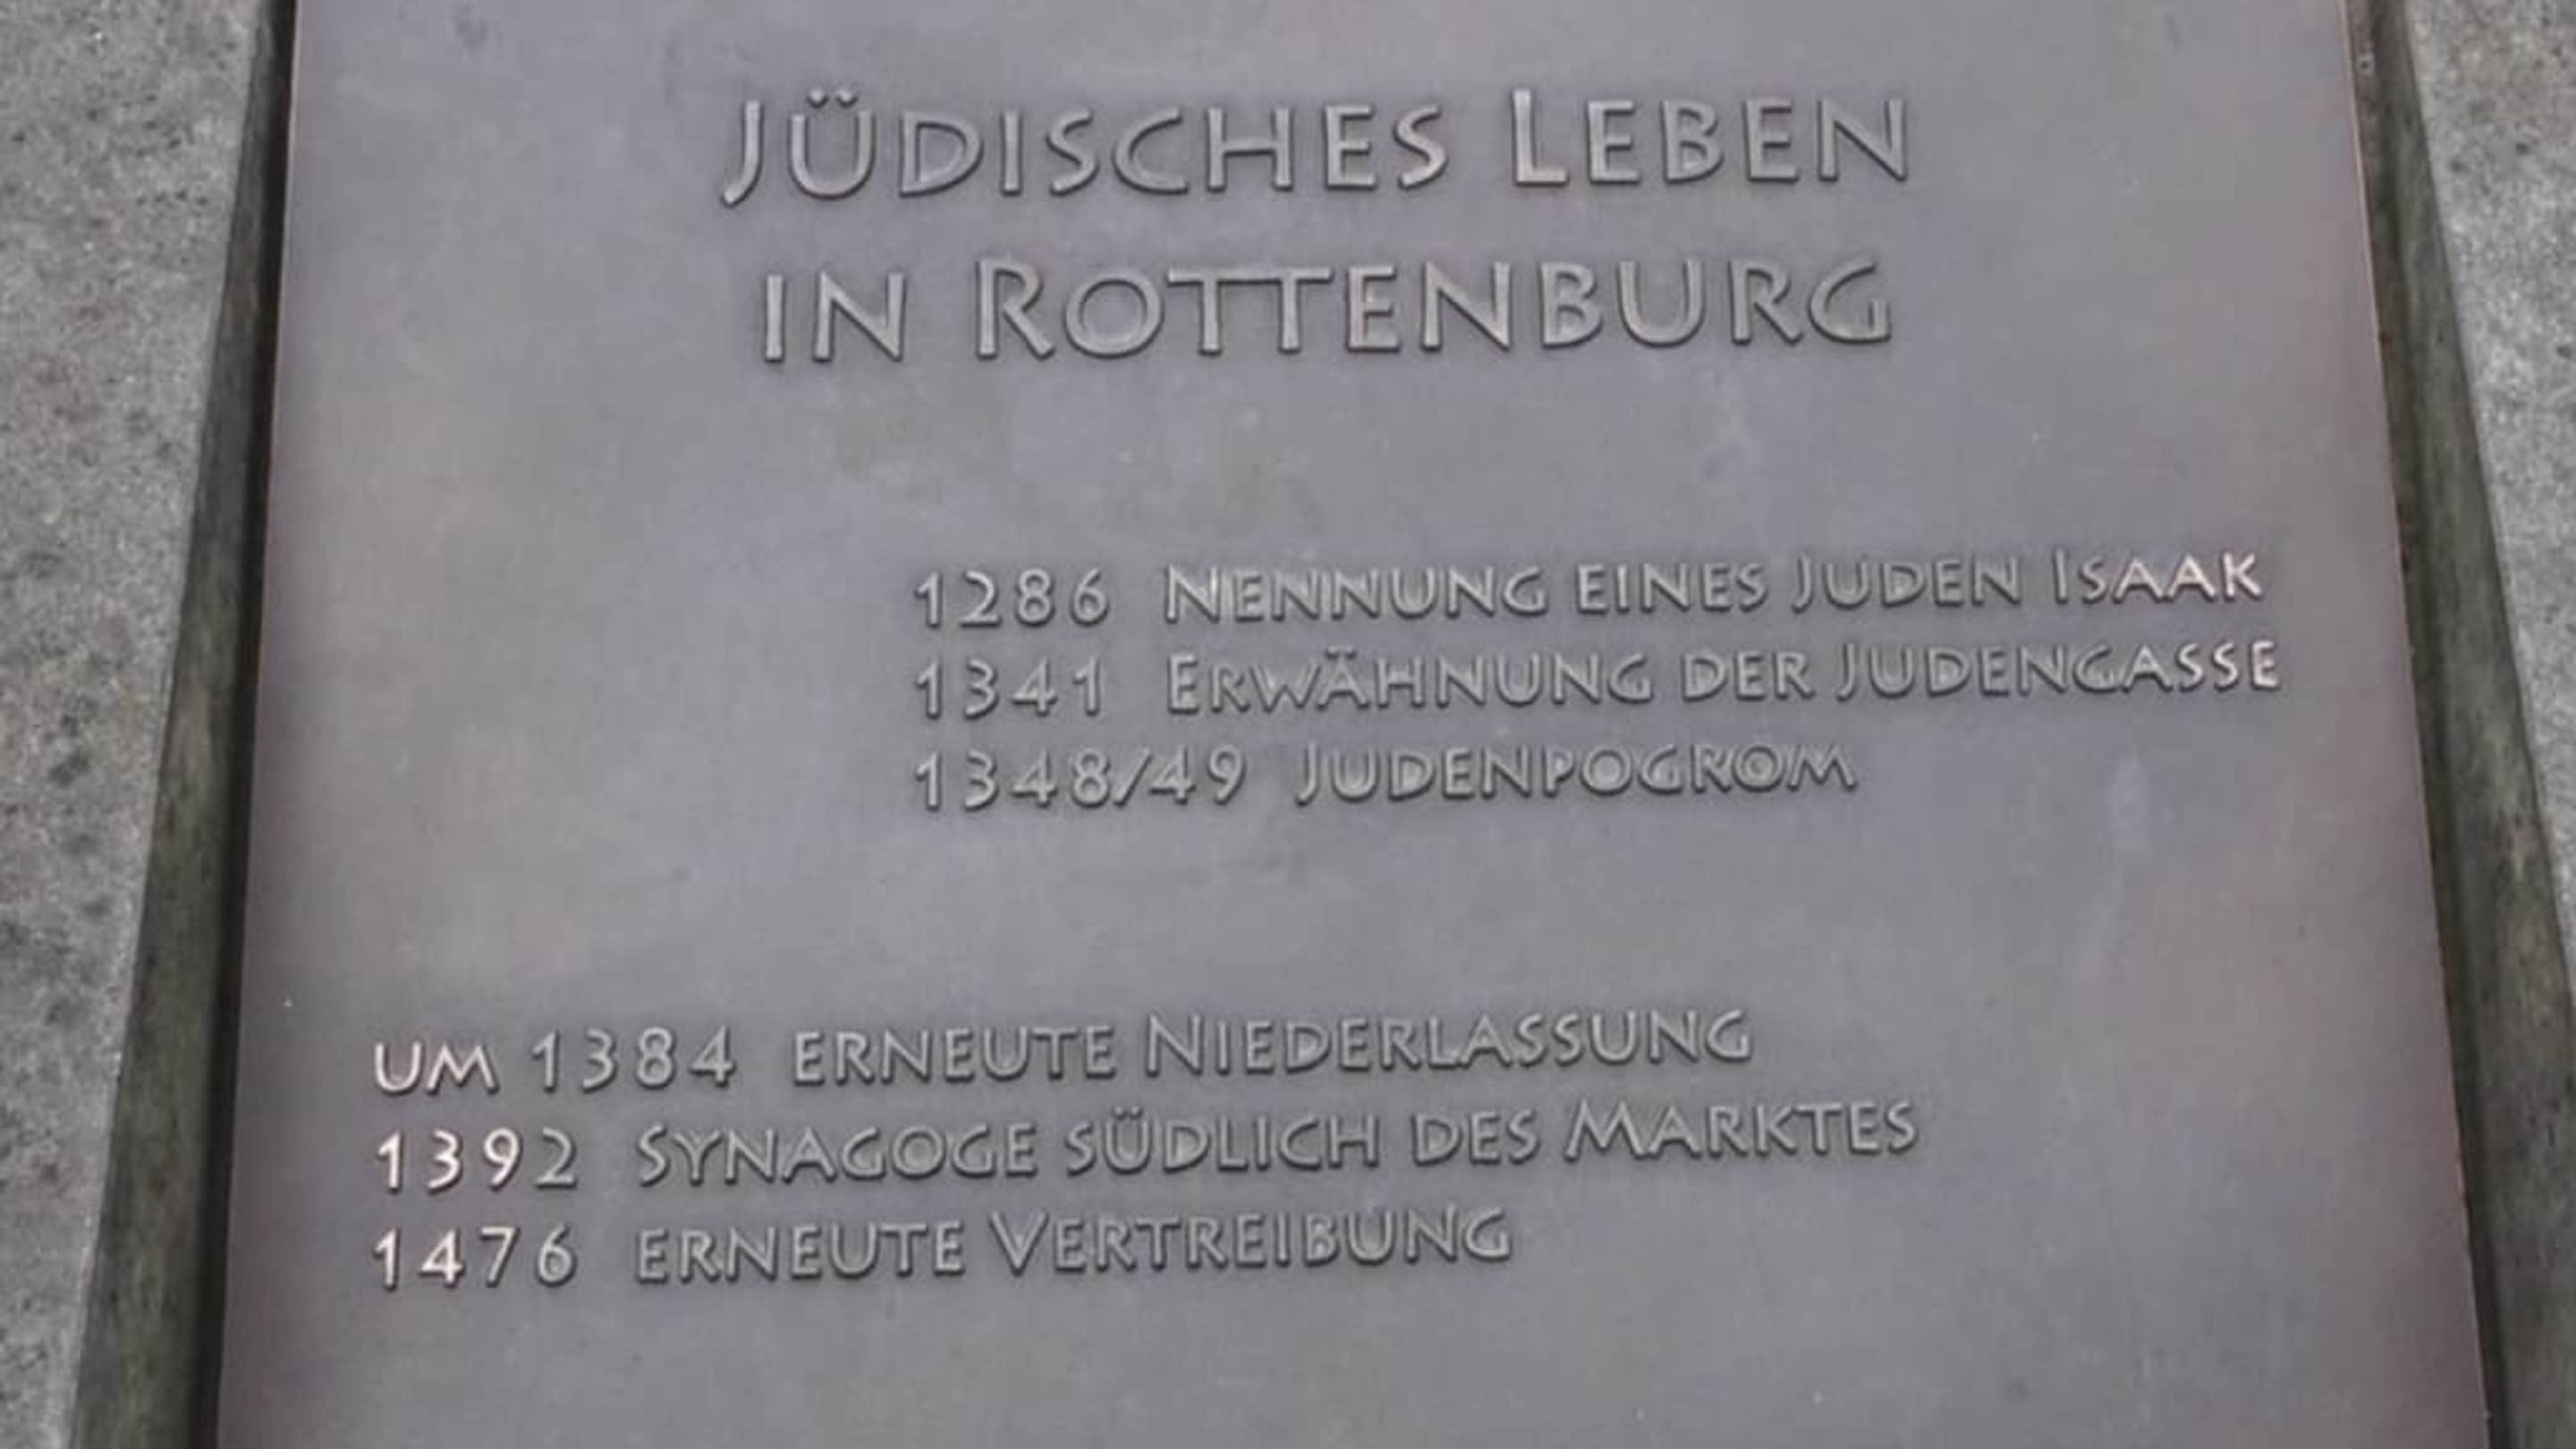 Jüdisches Leben
in Rottenburg
1286 Nennung eines Juden Isaak
1341 Erwähnung der Judengasse
1348/49 Judenpogrom
um 1384 erneute Niederlassung
1392 Synagoge südlich des Marktes
1476 erneute Vertreibung